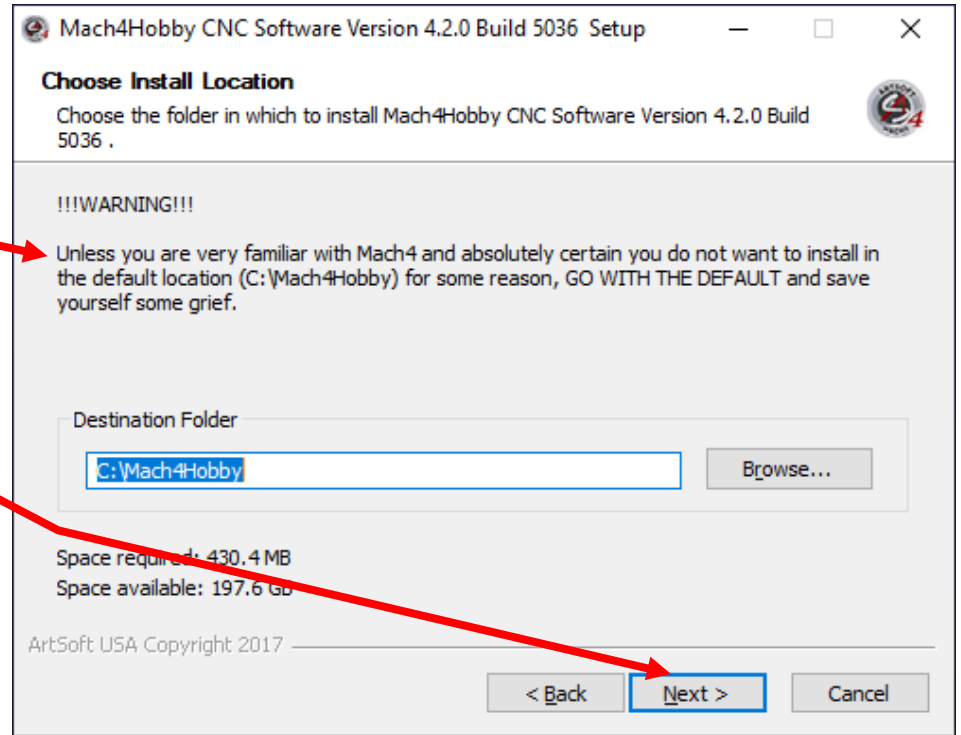 Mach4Hobby CNC Software Version 4.2.0 Build 5036 Setup
Choose Install Location
Choose the folder in which to install Mach4Hobby CNC Software Version 4.2.0 Build
5036 .
ARTSOFT
4
MACH4
!!!WARNING!!!
Unless you are very familiar with Mach4 and absolutely certain you do not want to install in
the default location (C:\Mach4Hobby) for some reason, GO WITH THE DEFAULT and save
yourself some grief.
Destination Folder
C:\Mach4Hobby
Browse...
Space required: 430.4 MB
Space available: 197.6 GB
ArtSoft USA Copyright 2017
< Back
Next >
Cancel